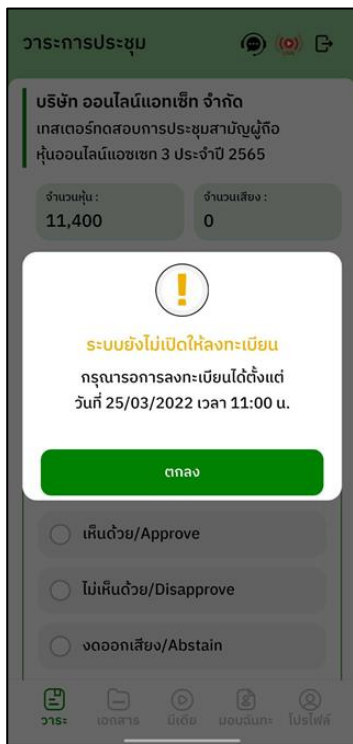 วาระการประชุม
บริษัท ออนไลน์แอทเซ็ท จำกัด
เทสเตอร์ทดสอบการประชุมสามัญผู้ถือ
หุ้นออนไลน์แอซเซท 3 ประจำปี 2565
จำนวนหุ้น :
จำนวนเสียง :
11,400
0
ระบบยังไม่เปิดให้ลงทะเบียน
กรุณารอการลงทะเบียนได้ตั้งแต่
วันที่ 25/03/2022 เวลา 11:00 น.
ตกลง
เห็นด้วย/Approve
ไม่เห็นด้วย/Disapprove
งดออกเสียง/Abstain
วาระ
เอกสาร
มีเดีย
มอบฉันทะ
โปรไฟล์